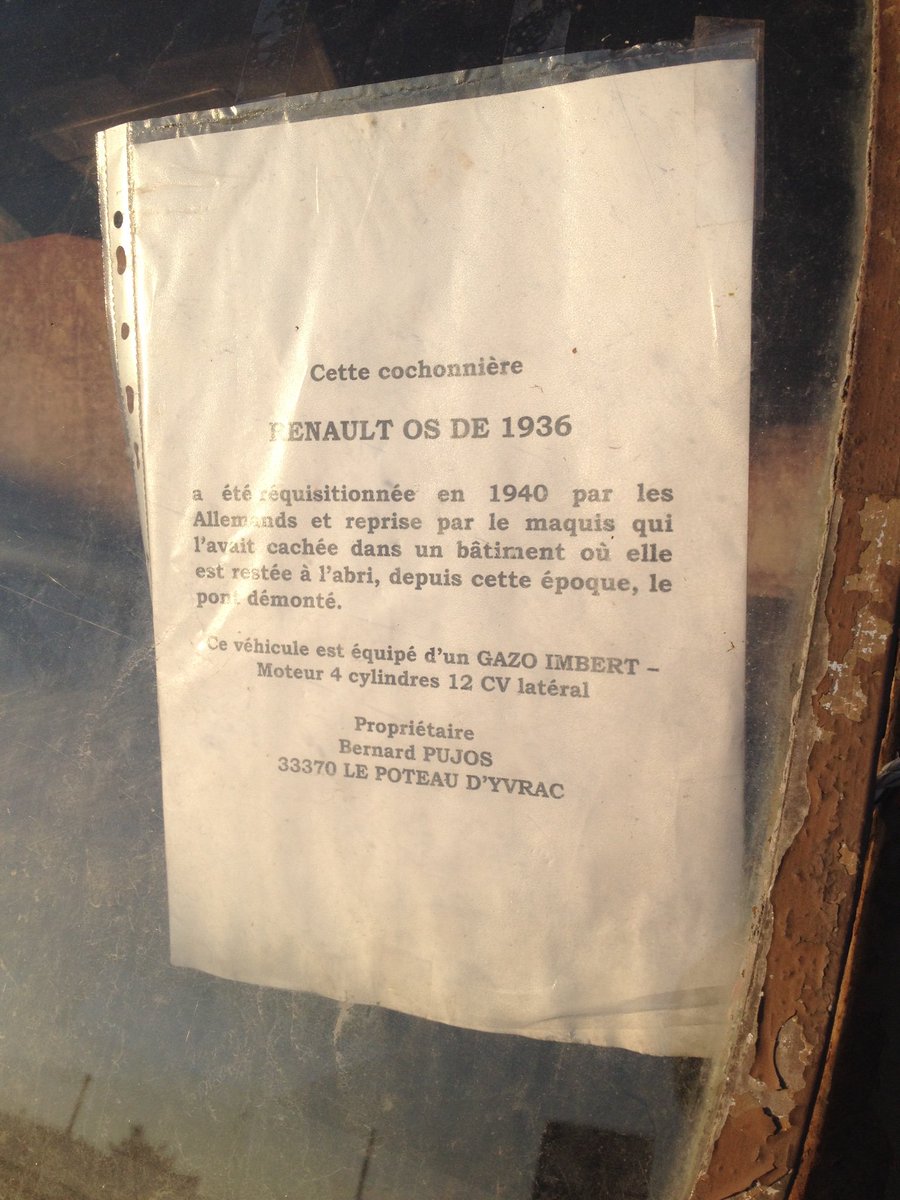 Cette cochonnière
RENAULT OS DE 1936
a été réquisitionnée en 1940 par les
Allemands et reprise par le maquis qui
l'avait cachée dans un bâtiment où elle
est restée à l'abri, depuis cette époque, le
pont démonté.
Ce véhicule est équipé d'un GAZO IMBERT –
Moteur 4 cylindres 12 CV latéral
Propriétaire
Bernard PUJOS
33370 LE POTEAU D'YVRAC